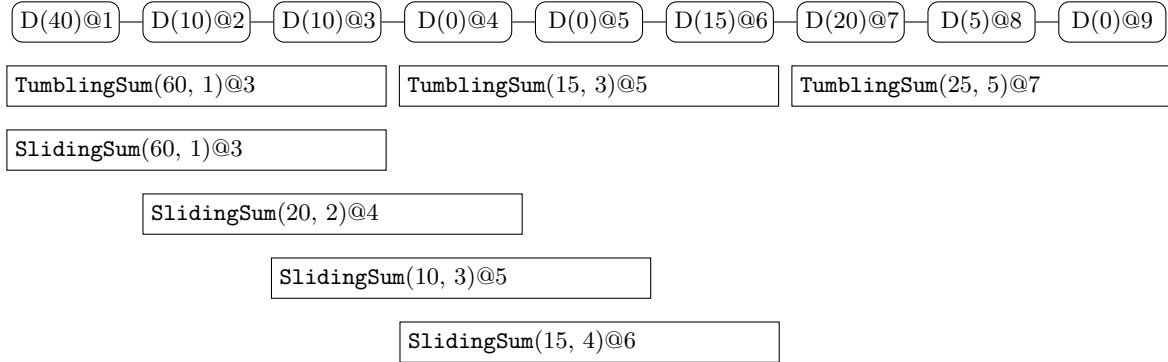 D(40)@1 D(10)@2 D(10)@3 D(0)@4 D(0)@5 D(15)@6 D(20)@7 D(5)@8 D(0)@9
TumblingSum(60, 1)@3 TumblingSum(15, 3)@5 TumblingSum(25, 5)@7
SlidingSum(60, 1)@3
SlidingSum(20, 2)@4
SlidingSum(10, 3)@5
SlidingSum(15, 4)@6